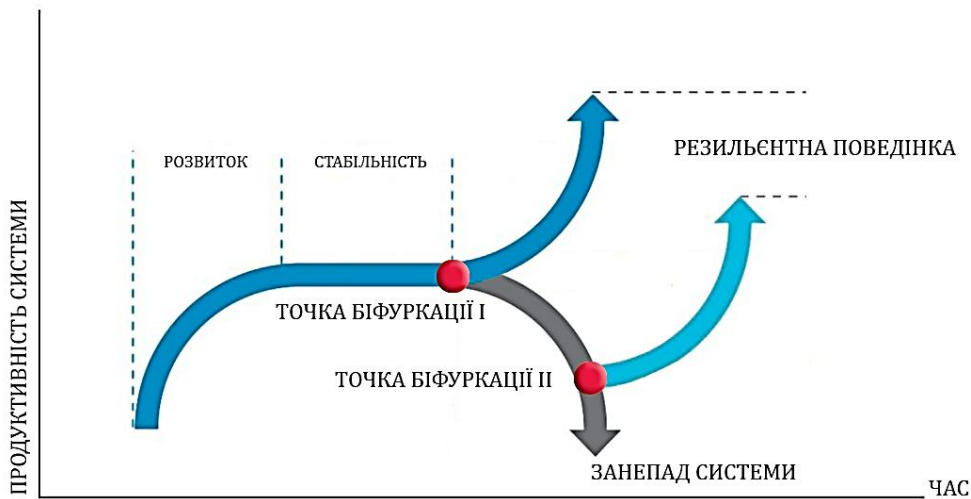 ПРОДУКТИВНІСТЬ СИСТЕМИ
РОЗВИТОК
СТАБІЛЬНІСТЬ
РЕЗИЛЬЄНТНА ПОВЕДІНКА
ТОЧКА БІФУРКАЦІЇ І
ТОЧКА БІФУРКАЦІЇ ІІ
ЗАНЕПАД СИСТЕМИ
ЧАС